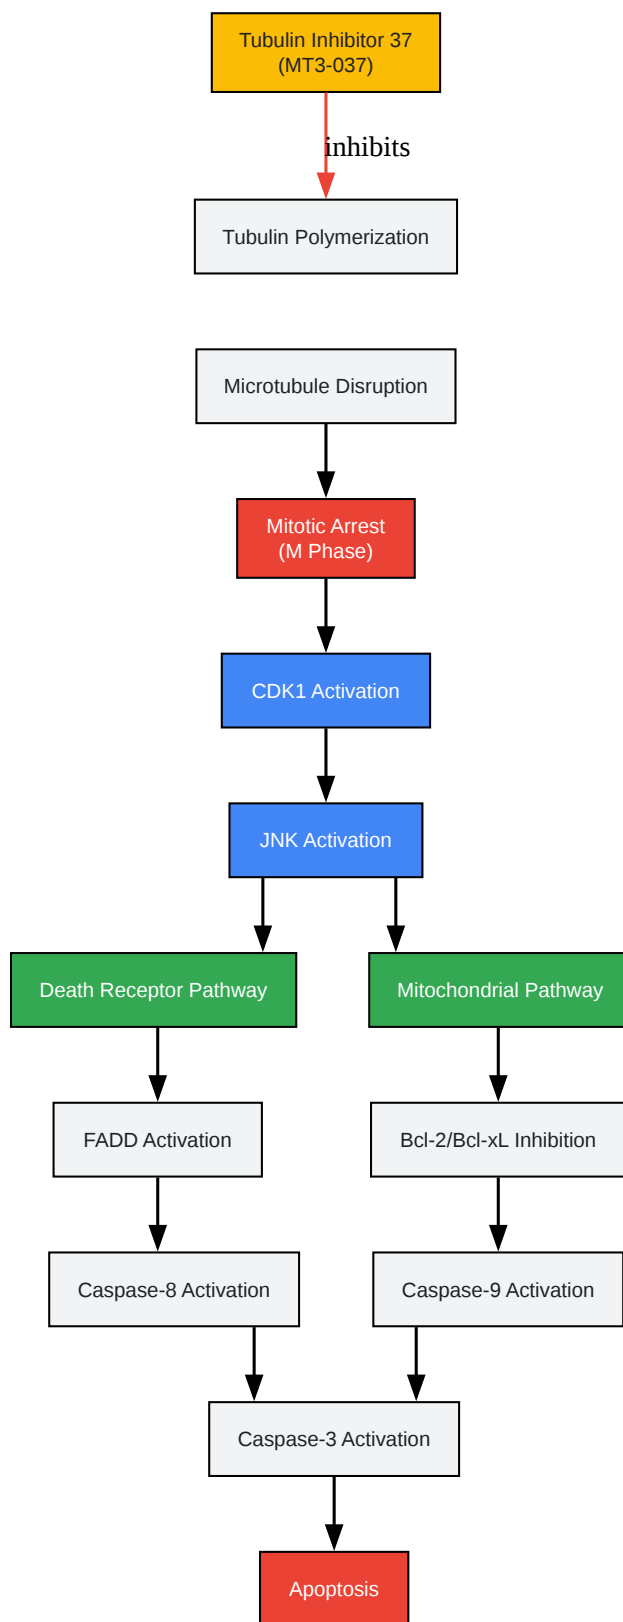 Tubulin Inhibitor 37
(MT3-037)
inhibits
Tubulin Polymerization
Microtubule Disruption
Mitotic Arrest
(M Phase)
CDK1 Activation
JNK Activation
Death Receptor Pathway
Mitochondrial Pathway
FADD Activation
Bcl-2/Bcl-xL Inhibition
Caspase-8 Activation
Caspase-9 Activation
Caspase-3 Activation
Apoptosis